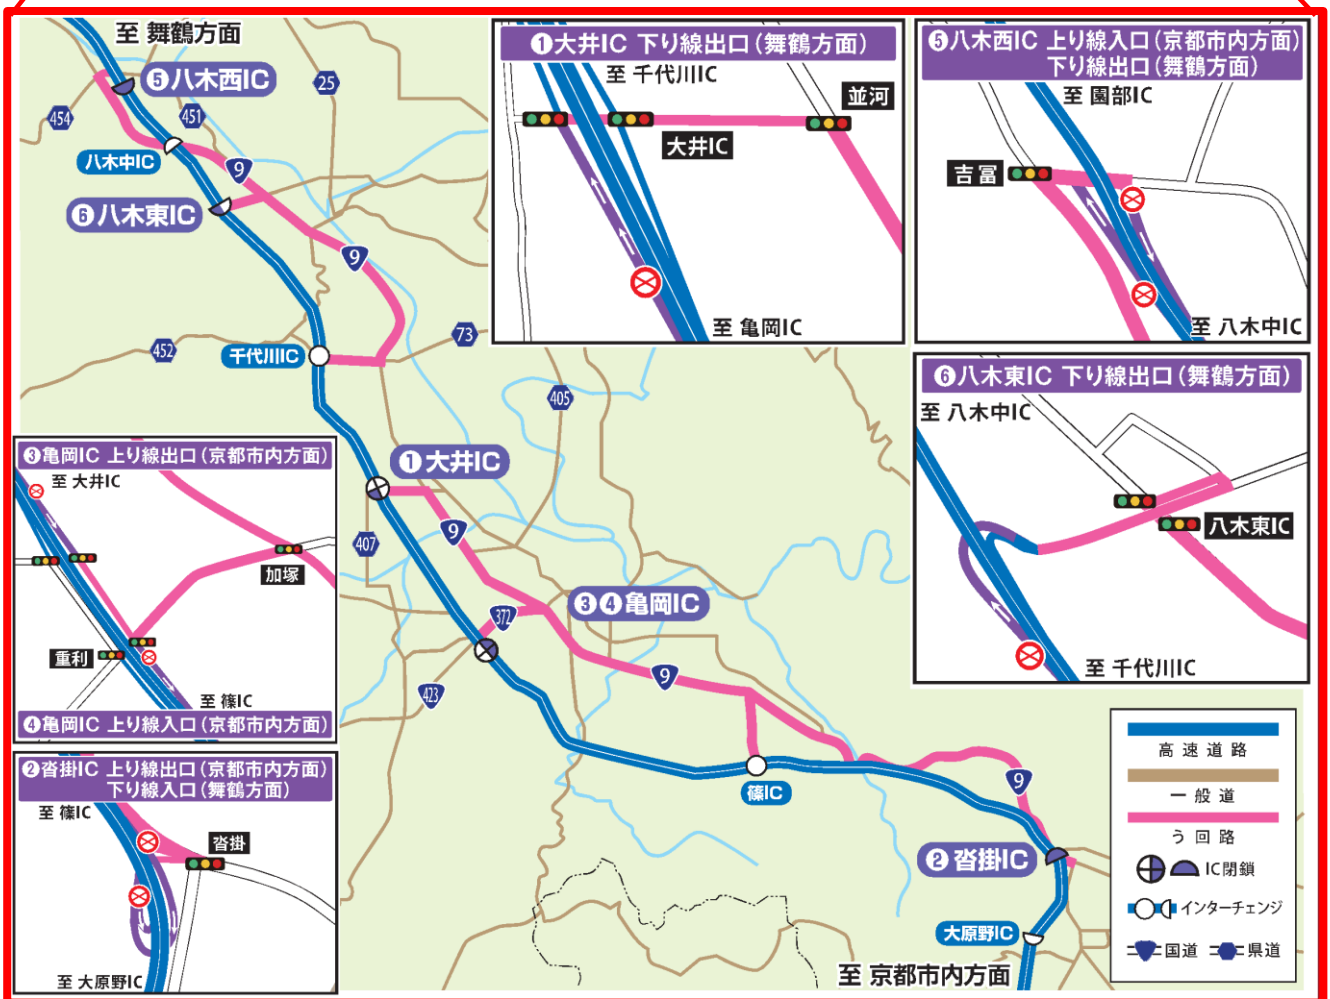 至 舞鶴方面
❺八木西IC
25
454
451
八木中IC
9
❻八木東IC
9
452
千代川IC
73
405
❶大井IC
9
407
❸❹亀岡IC
372
423
9
篠IC
9
❷沓掛IC
大原野IC
至 京都市内方面
❶大井IC 下り線出口(舞鶴方面)
至 千代川IC
並河
大井IC
至 亀岡IC
❺八木西IC 上り線入口(京都市内方面)
下り線出口(舞鶴方面)
至 園部IC
吉冨
至 八木中IC
❻八木東IC 下り線出口(舞鶴方面)
至 八木中IC
八木東IC
至 千代川IC
❸亀岡IC 上り線出口(京都市内方面)
至 大井IC
加塚
重利
至 篠IC
❹亀岡IC 上り線入口(京都市内方面)
❷沓掛IC 上り線出口(京都市内方面)
下り線入口(舞鶴方面)
至 篠IC
沓掛
至 大原野IC
高速道路
一般道
う回路
IC閉鎖
インターチェンジ
国道 県道